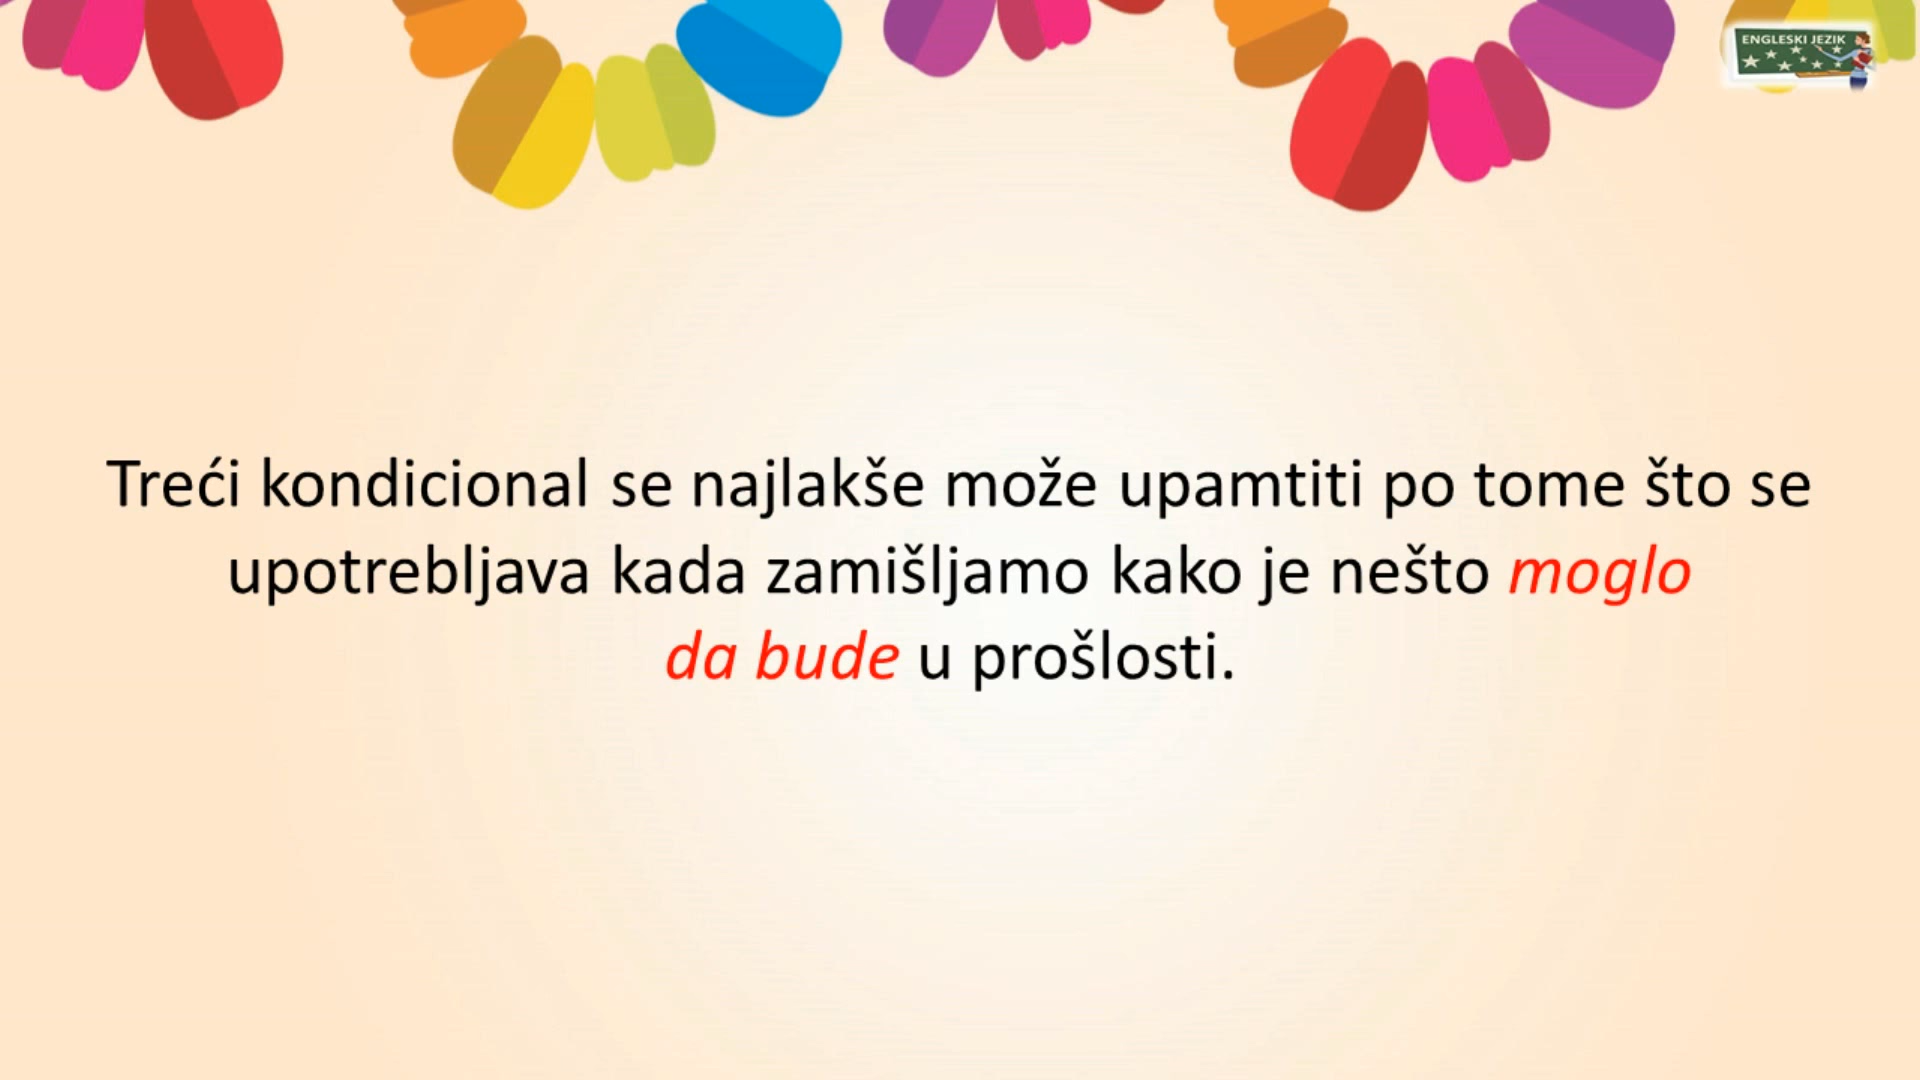 ENGLESKI JEZIK
Treći kondicional se najlakše može upamtiti po tome što se
upotrebljava kada zamišljamo kako je nešto moglo
da bude u prošlosti.